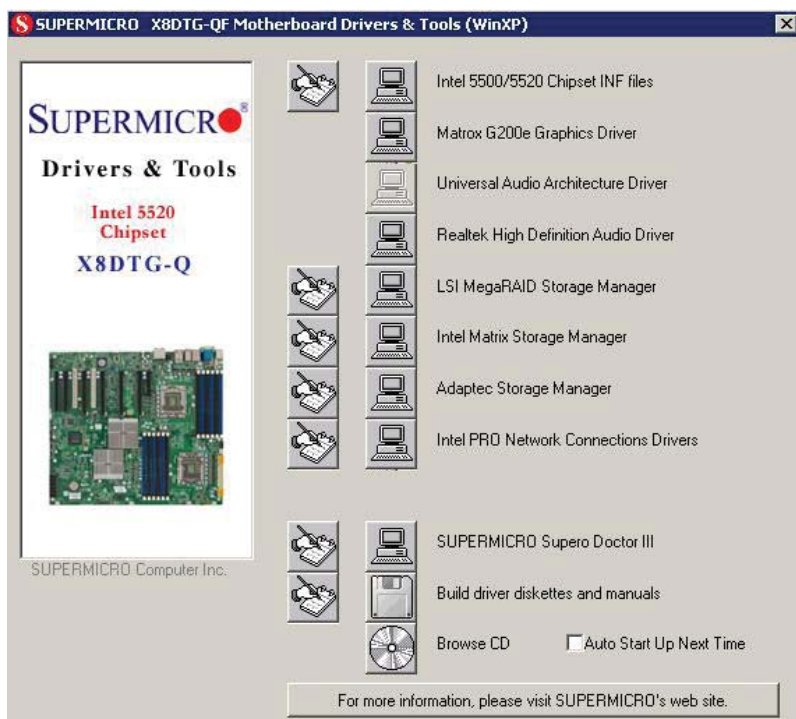 SUPERMICRO X8DTG-QF Motherboard Drivers & Tools (WinXP)
SUPERMICRO®
Drivers & Tools
Intel 5520
Chipset
X8DTG-Q
SUPERMICRO Computer Inc.
Intel 5500/5520 Chipset INF files
Matrox G200e Graphics Driver
Universal Audio Architecture Driver
Realtek High Definition Audio Driver
LSI MegaRAID Storage Manager
Intel Matrix Storage Manager
Adaptec Storage Manager
Intel PRO Network Connections Drivers
SUPERMICRO Supero Doctor III
Build driver diskettes and manuals
Browse CD Auto Start Up Next Time
For more information, please visit SUPERMICRO's web site.